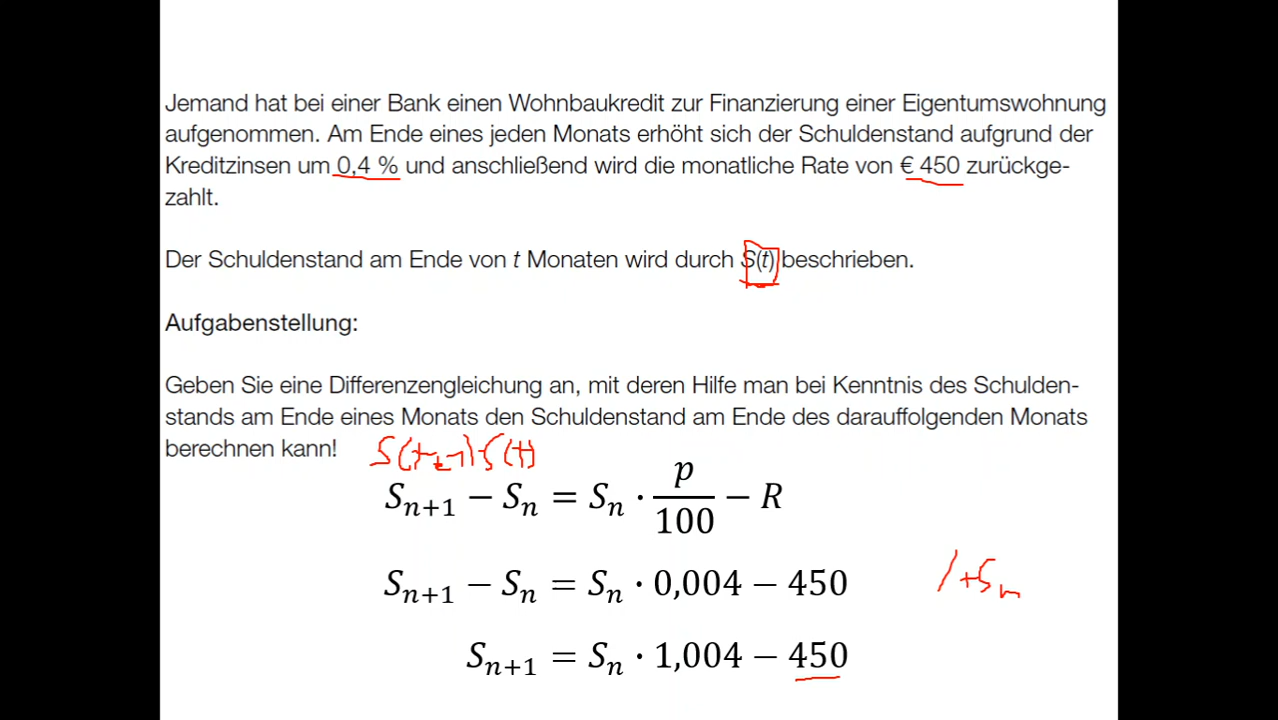 Jemand hat bei einer Bank einen Wohnbaukredit zur Finanzierung einer Eigentumswohnung
aufgenommen. Am Ende eines jeden Monats erhöht sich der Schuldenstand aufgrund der
Kreditzinsen um 0,4 % und anschließend wird die monatliche Rate von € 450 zurückge-
zahlt.
Der Schuldenstand am Ende von t Monaten wird durch S(t) beschrieben.
Aufgabenstellung:
Geben Sie eine Differenzengleichung an, mit deren Hilfe man bei Kenntnis des Schulden-
stands am Ende eines Monats den Schuldenstand am Ende des darauffolgenden Monats
berechnen kann!
S(t+1)-S(t)
Sₙ₊₁ − Sₙ = Sₙ · p/100 − R
Sₙ₊₁ − Sₙ = Sₙ · 0,004 − 450 /+Sₙ
Sₙ₊₁ = Sₙ · 1,004 − 450